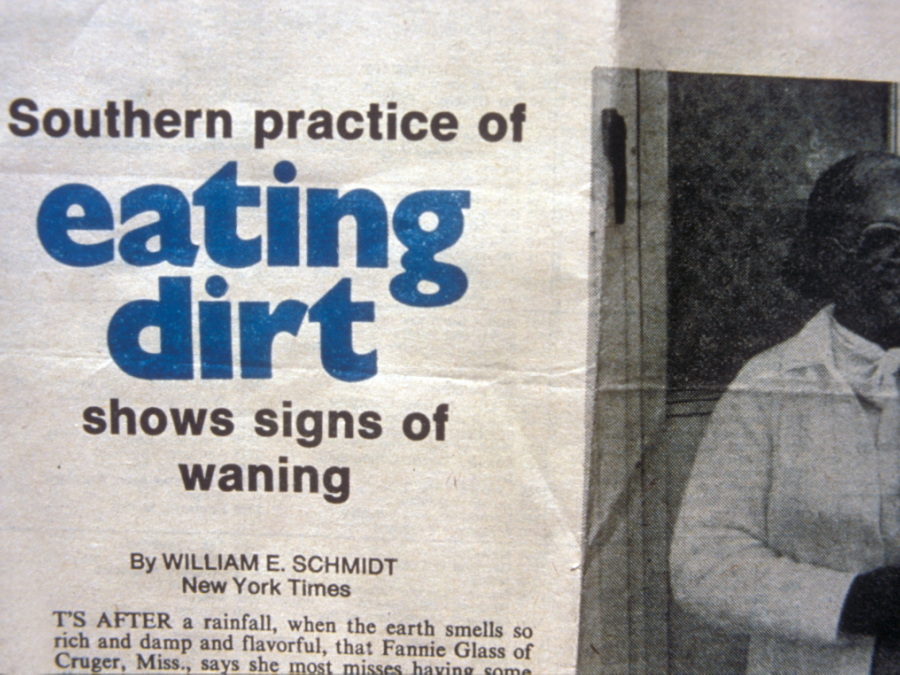 Southern practice of
eating
dirt
shows signs of
waning
By WILLIAM E. SCHMIDT
New York Times
T'S AFTER a rainfall, when the earth smells so
rich and damp and flavorful, that Fannie Glass of
Cruger, Miss., says she most misses having some